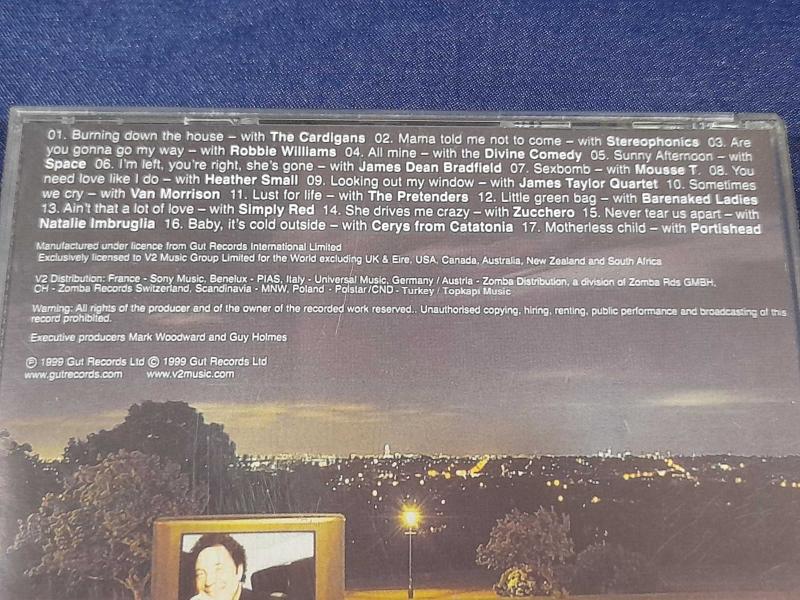 01. Burning down the house – with The Cardigans 02. Mama told me not to come – with Stereophonics 03. Are
you gonna go my way – with Robbie Williams 04. All mine – with the Divine Comedy 05. Sunny Afternoon – with
Space 06. I'm left, you're right, she's gone – with James Dean Bradfield 07. Sexbomb – with Mousse T. 08. You
need love like I do – with Heather Small 09. Looking out my window – with James Taylor Quartet 10. Sometimes
we cry – with Van Morrison 11. Lust for life – with The Pretenders 12. Little green bag – with Barenaked Ladies
13. Ain't that a lot of love – with Simply Red 14. She drives me crazy – with Zucchero 15. Never tear us apart – with
Natalie Imbruglia 16. Baby, it's cold outside – with Cerys from Catatonia 17. Motherless child – with Portishead
Manufactured under licence from Gut Records International Limited
Exclusively licensed to V2 Music Group Limited for the World excluding UK & Eire, USA, Canada, Australia, New Zealand and South Africa
V2 Distribution: France - Sony Music, Benelux - PIAS, Italy - Universal Music, Germany / Austria - Zomba Distribution, a division of Zomba Rds GMBH,
CH - Zomba Records Switzerland, Scandinavia - MNW, Poland - Polstar/CND - Turkey / Topkapi Music
Warning: All rights of the producer and of the owner of the recorded work reserved.. Unauthorised copying, hiring, renting, public performance and broadcasting of this
record prohibited.
Executive producers Mark Woodward and Guy Holmes
℗ 1999 Gut Records Ltd © 1999 Gut Records Ltd
www.gutrecords.com www.v2music.com